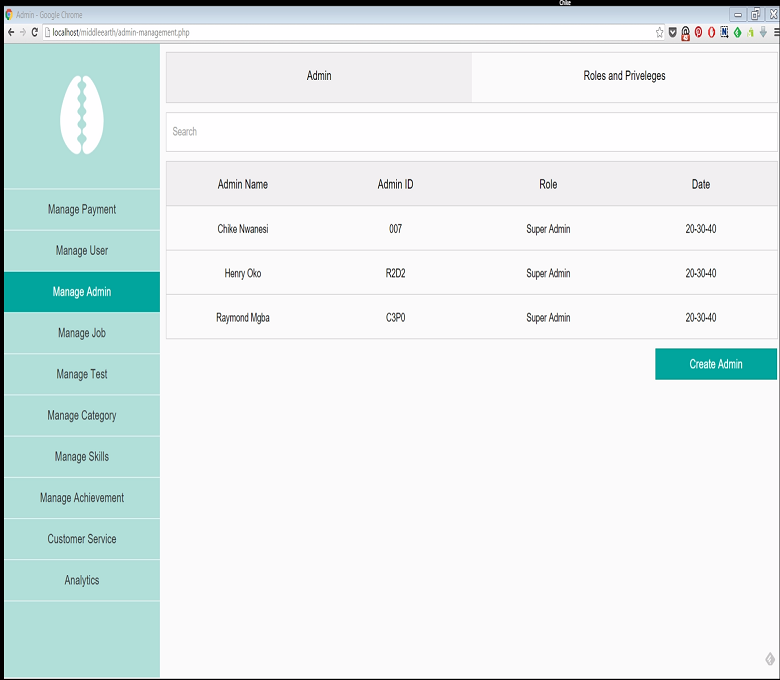 Chike
Admin - Google Chrome
localhost/middleearth/admin-management.php
Admin
Roles and Priveleges
Search
Admin Name Admin ID Role Date
Chike Nwanesi 007 Super Admin 20-30-40
Henry Oko R2D2 Super Admin 20-30-40
Raymond Mgba C3P0 Super Admin 20-30-40
Create Admin
Manage Payment
Manage User
Manage Admin
Manage Job
Manage Test
Manage Category
Manage Skills
Manage Achievement
Customer Service
Analytics